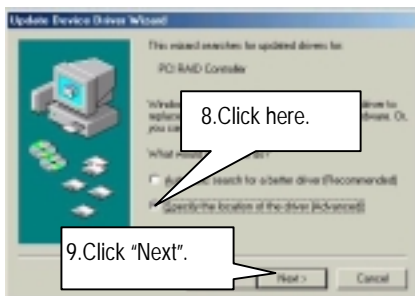 Update Device Driver Wizard
This wizard searches for updated drivers for:
PCI RAID Controller
8.Click here.
search for a better driver (Recommended)
Specify the location of the driver (Advanced)
9.Click “Next”.
Next >
Cancel